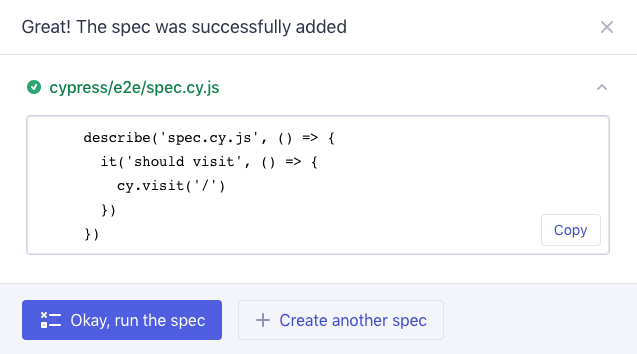 Great! The spec was successfully added
cypress/e2e/spec.cy.js
describe('spec.cy.js', () => {
  it('should visit', () => {
    cy.visit('/')
  })
})
Copy
Okay, run the spec
Create another spec